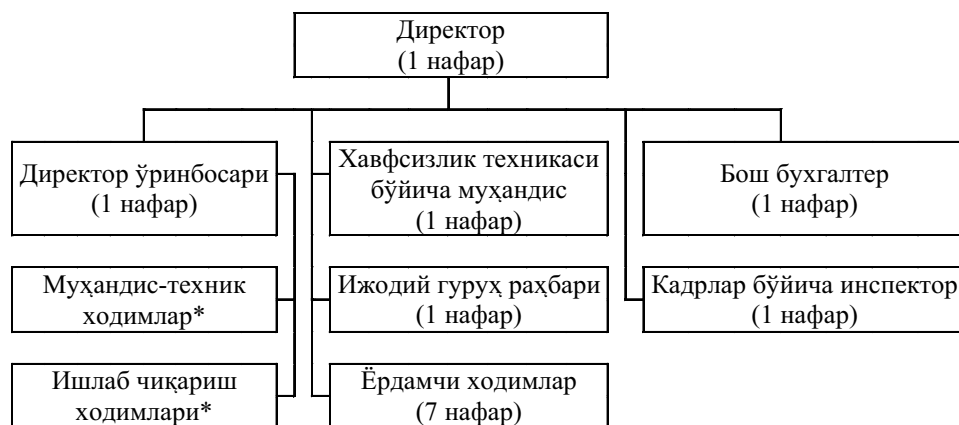 Директор
(1 нафар)
Директор ўринбосари
(1 нафар)
Хавфсизлик техникаси
бўйича муҳандис
(1 нафар)
Бош бухгалтер
(1 нафар)
Муҳандис-техник
ходимлар*
Ижодий гуруҳ раҳбари
(1 нафар)
Кадрлар бўйича инспектор
(1 нафар)
Ишлаб чиқариш
ходимлари*
Ёрдамчи ходимлар
(7 нафар)